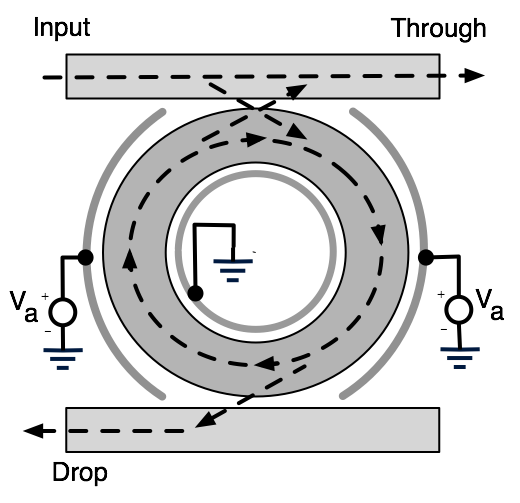 Input
Through
+
Va
−
+
Va
−
Drop